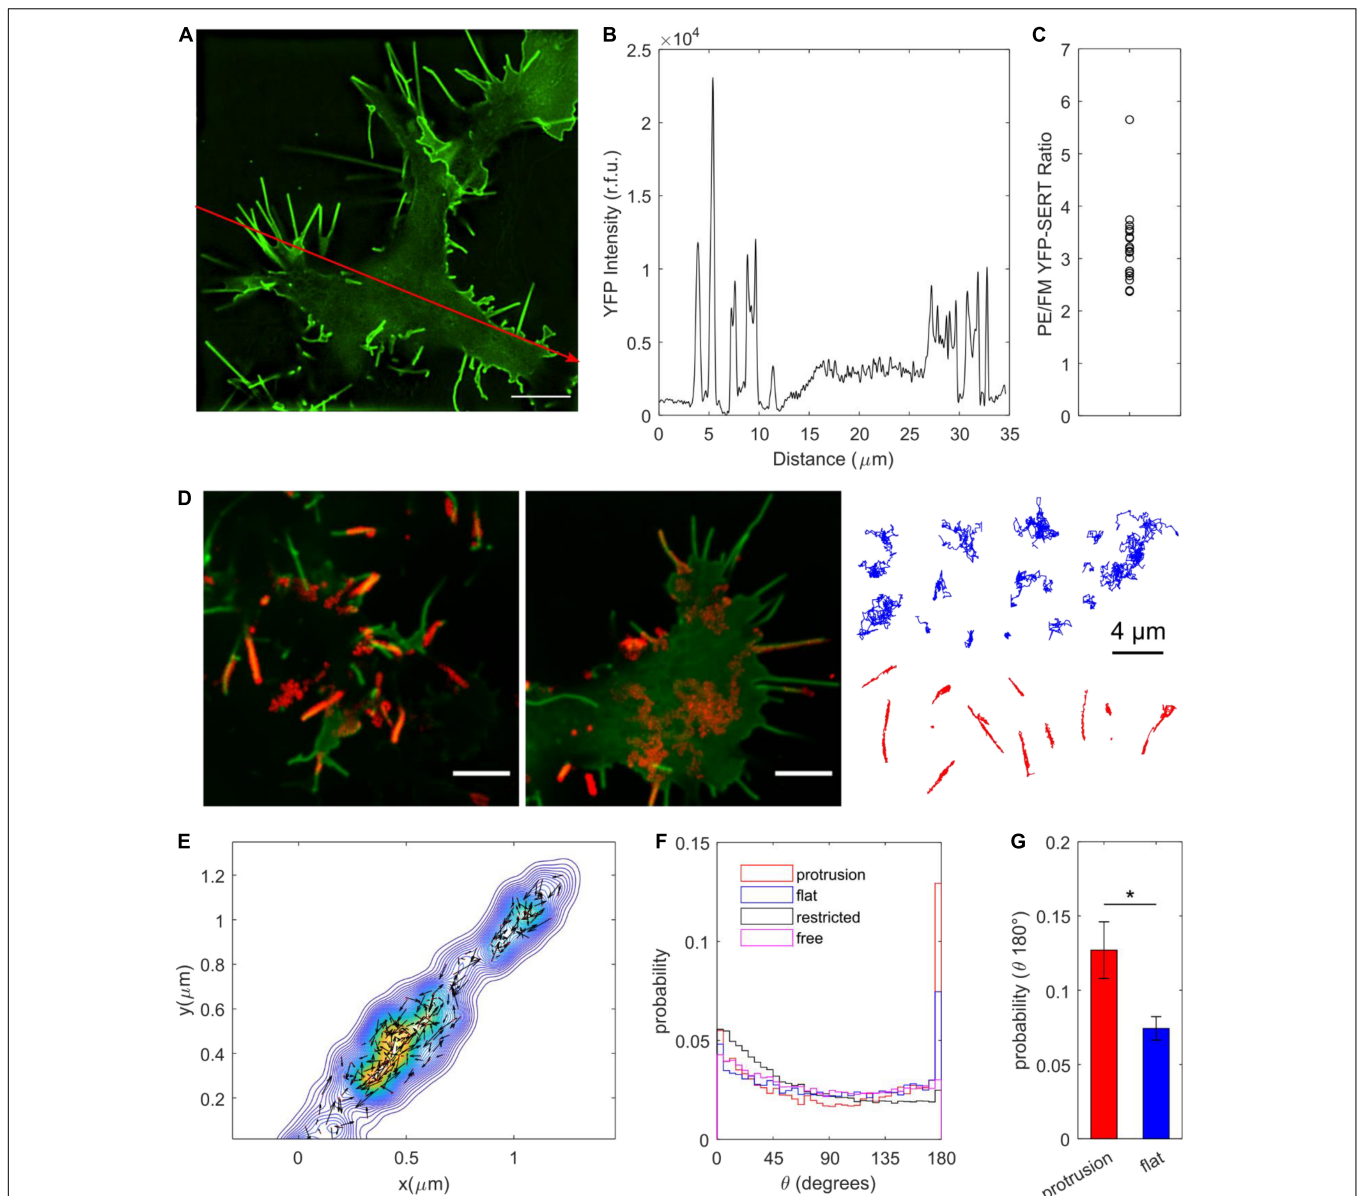 A
B
C
×10⁴
2.5
2
1.5
1
0.5
0
YFP Intensity (r.f.u.)
0 5 10 15 20 25 30 35
Distance (μm)
7
6
5
4
3
2
1
0
PE/FM YFP-SERT Ratio
D
4 μm
E
1.2
1
0.8
0.6
0.4
0.2
y(μm)
0 0.5 1
x(μm)
F
0.15
0.1
0.05
0
probability
protrusion
flat
restricted
free
0 45 90 135 180
θ (degrees)
G
0.2
0.15
0.1
0.05
0
probability (θ 180°)
*
protrusion
flat